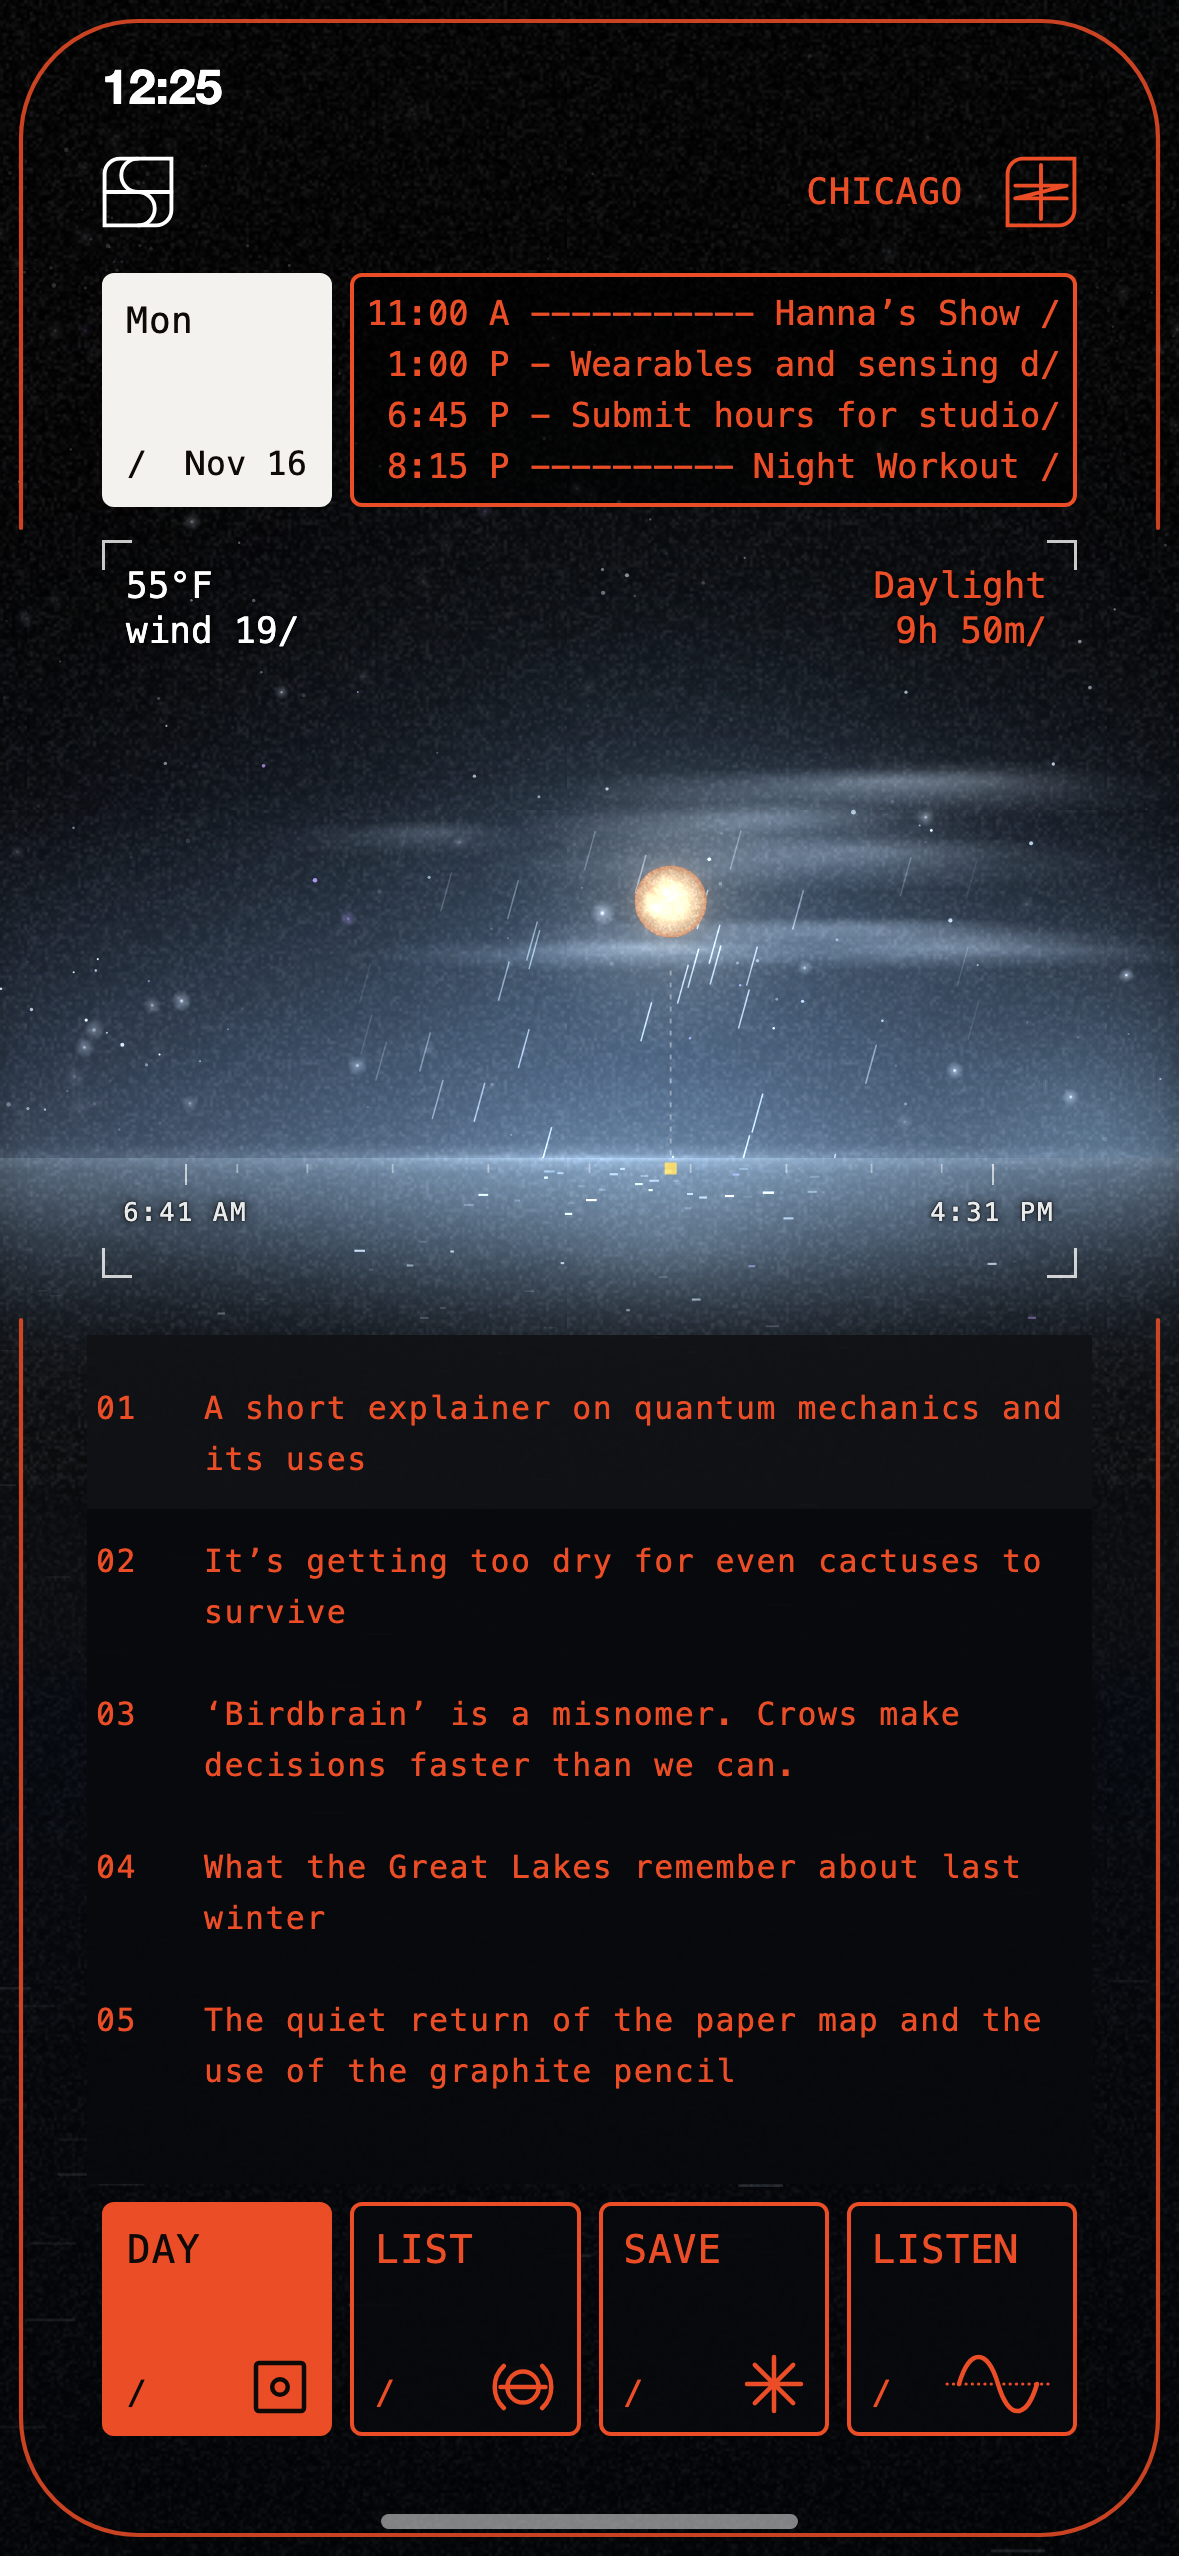 12:25
CHICAGO
Mon
/ Nov 16
11:00 A ––––––––––– Hanna’s Show /
1:00 P – Wearables and sensing d/
6:45 P – Submit hours for studio/
8:15 P –––––––––– Night Workout /
55°F
wind 19/
Daylight
9h 50m/
6:41 AM
4:31 PM
01 A short explainer on quantum mechanics and
its uses
02 It’s getting too dry for even cactuses to
survive
03 ‘Birdbrain’ is a misnomer. Crows make
decisions faster than we can.
04 What the Great Lakes remember about last
winter
05 The quiet return of the paper map and the
use of the graphite pencil
DAY
/
LIST
/
SAVE
/
LISTEN
/